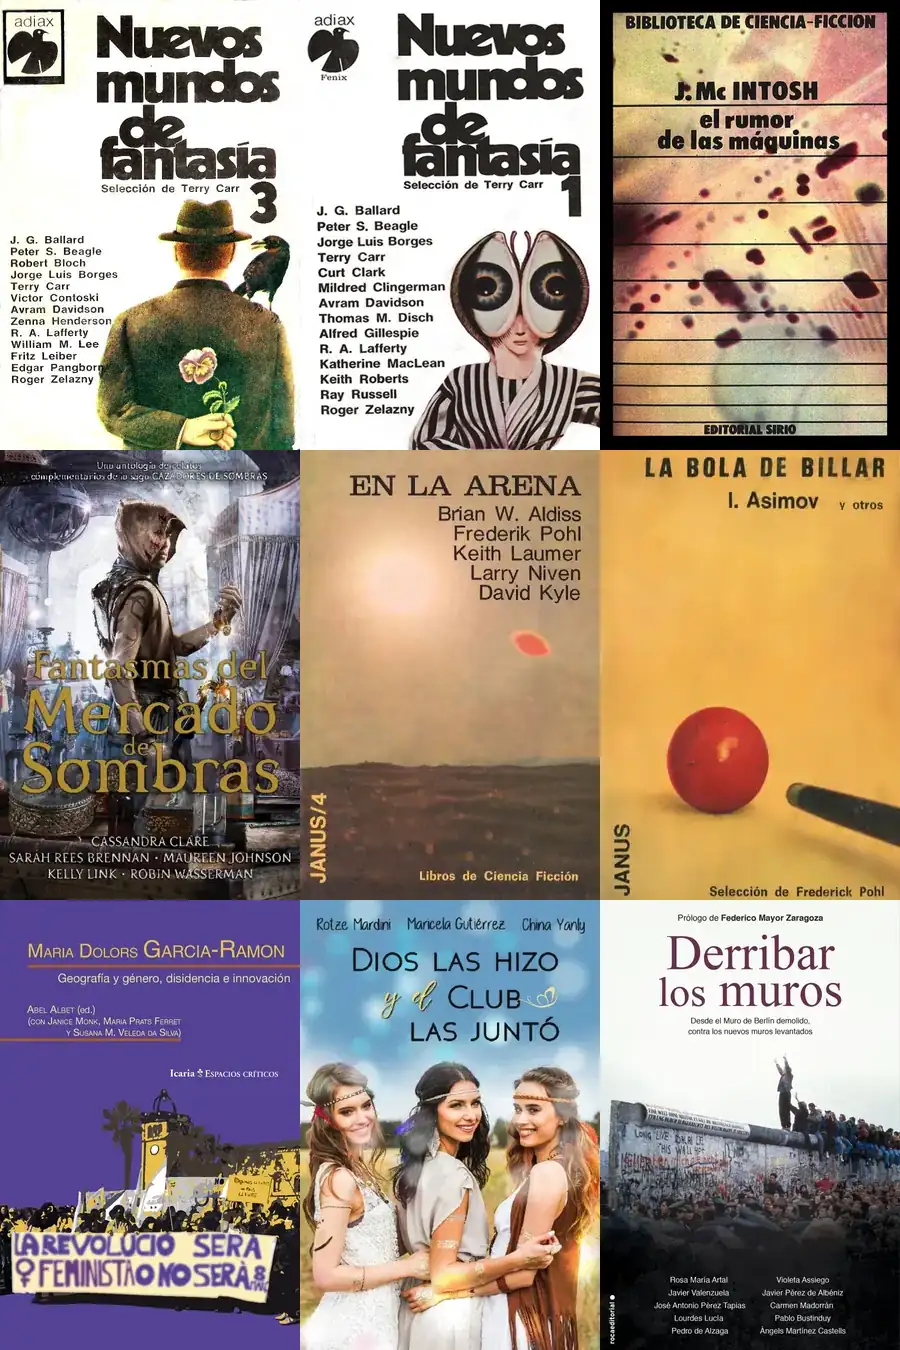 adiax
Nuevos
mundos
de
fantasía
Selección de Terry Carr
3
J. G. Ballard
Peter S. Beagle
Robert Bloch
Jorge Luis Borges
Terry Carr
Victor Contoski
Avram Davidson
Zenna Henderson
R. A. Lafferty
William M. Lee
Fritz Leiber
Edgar Pangborn
Roger Zelazny
adiax
Fenix
Nuevos
mundos
de
fantasía
Selección de Terry Carr
1
J. G. Ballard
Peter S. Beagle
Jorge Luis Borges
Terry Carr
Curt Clark
Mildred Clingerman
Avram Davidson
Thomas M. Disch
Alfred Gillespie
R. A. Lafferty
Katherine MacLean
Keith Roberts
Ray Russell
Roger Zelazny
BIBLIOTECA DE CIENCIA-FICCION
J. Mc INTOSH
el rumor
de las máquinas
EDITORIAL SIRIO
Una antología de relatos
complementarios de la saga CAZADORES DE SOMBRAS
Fantasmas del
Mercado
de
Sombras
CASSANDRA CLARE
SARAH REES BRENNAN · MAUREEN JOHNSON
KELLY LINK · ROBIN WASSERMAN
EN LA ARENA
Brian W. Aldiss
Frederik Pohl
Keith Laumer
Larry Niven
David Kyle
JANUS/4
Libros de Ciencia Ficción
LA BOLA DE BILLAR
I. Asimov y otros
JANUS
Selección de Frederick Pohl
MARIA DOLORS GARCIA-RAMON
Geografía y género, disidencia e innovación
ABEL ALBET (ed.)
(CON JANICE MONK, MARIA PRATS FERRET
Y SUSANA M. VELEDA DA SILVA)
Icaria ESPACIOS CRÍTICOS
LA REVOLUCIÓ SERÀ
FEMINISTA O NO SERÀ
Rotze Mardini Maricela Gutiérrez China Yanly
DIOS LAS HIZO
y el CLUB
LAS JUNTÓ
Prólogo de Federico Mayor Zaragoza
Derribar
los muros
Desde el Muro de Berlín demolido,
contra los nuevos muros levantados
Rosa María Artal
Javier Valenzuela
José Antonio Pérez Tapias
Lourdes Lucía
Pedro de Alzaga
Violeta Assiego
Javier Pérez de Albéniz
Carmen Madorrán
Pablo Bustinduy
Àngels Martínez Castells
rocaeditorial